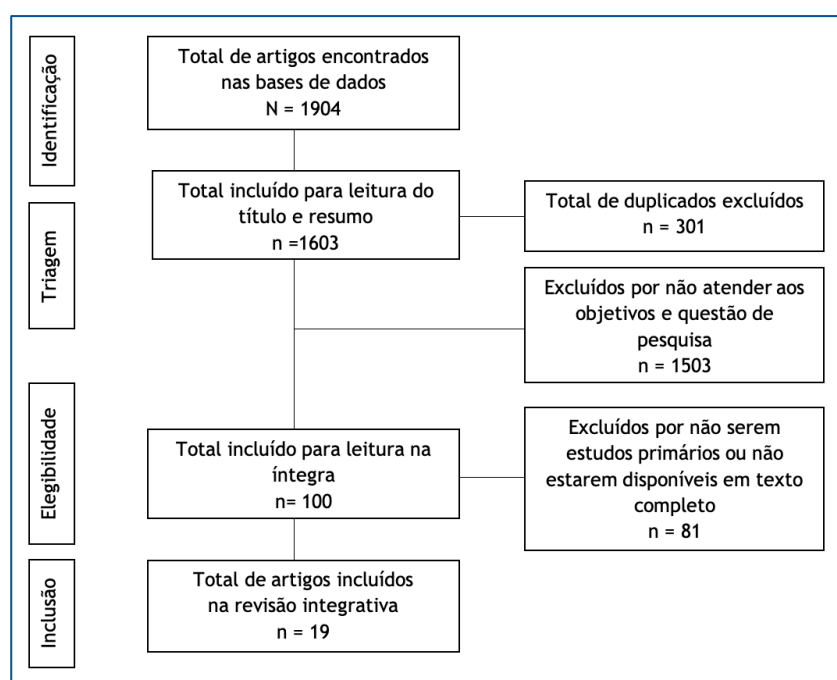 Identificação
Total de artigos encontrados
nas bases de dados
N = 1904
Triagem
Total incluído para leitura do
título e resumo
n =1603
Total de duplicados excluídos
n = 301
Excluídos por não atender aos
objetivos e questão de
pesquisa
n = 1503
Elegibilidade
Total incluído para leitura na
íntegra
n= 100
Excluídos por não serem
estudos primários ou não
estarem disponíveis em texto
completo
n = 81
Inclusão
Total de artigos incluídos
na revisão integrativa
n = 19